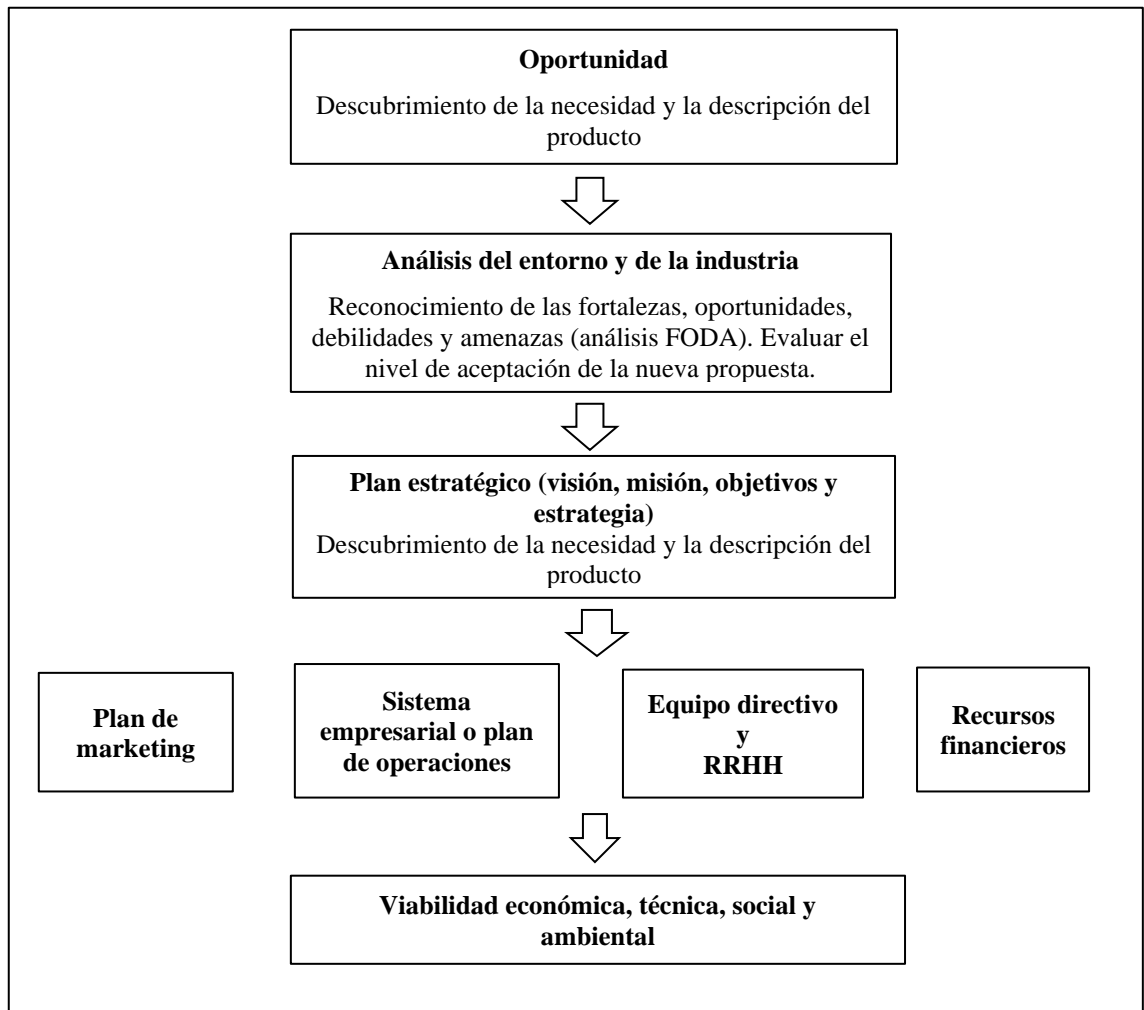 Oportunidad
Descubrimiento de la necesidad y la descripción del
producto
Análisis del entorno y de la industria
Reconocimiento de las fortalezas, oportunidades,
debilidades y amenazas (análisis FODA). Evaluar el
nivel de aceptación de la nueva propuesta.
Plan estratégico (visión, misión, objetivos y
estrategia)
Descubrimiento de la necesidad y la descripción del
producto
Plan de
marketing
Sistema
empresarial o plan
de operaciones
Equipo directivo
y
RRHH
Recursos
financieros
Viabilidad económica, técnica, social y
ambiental